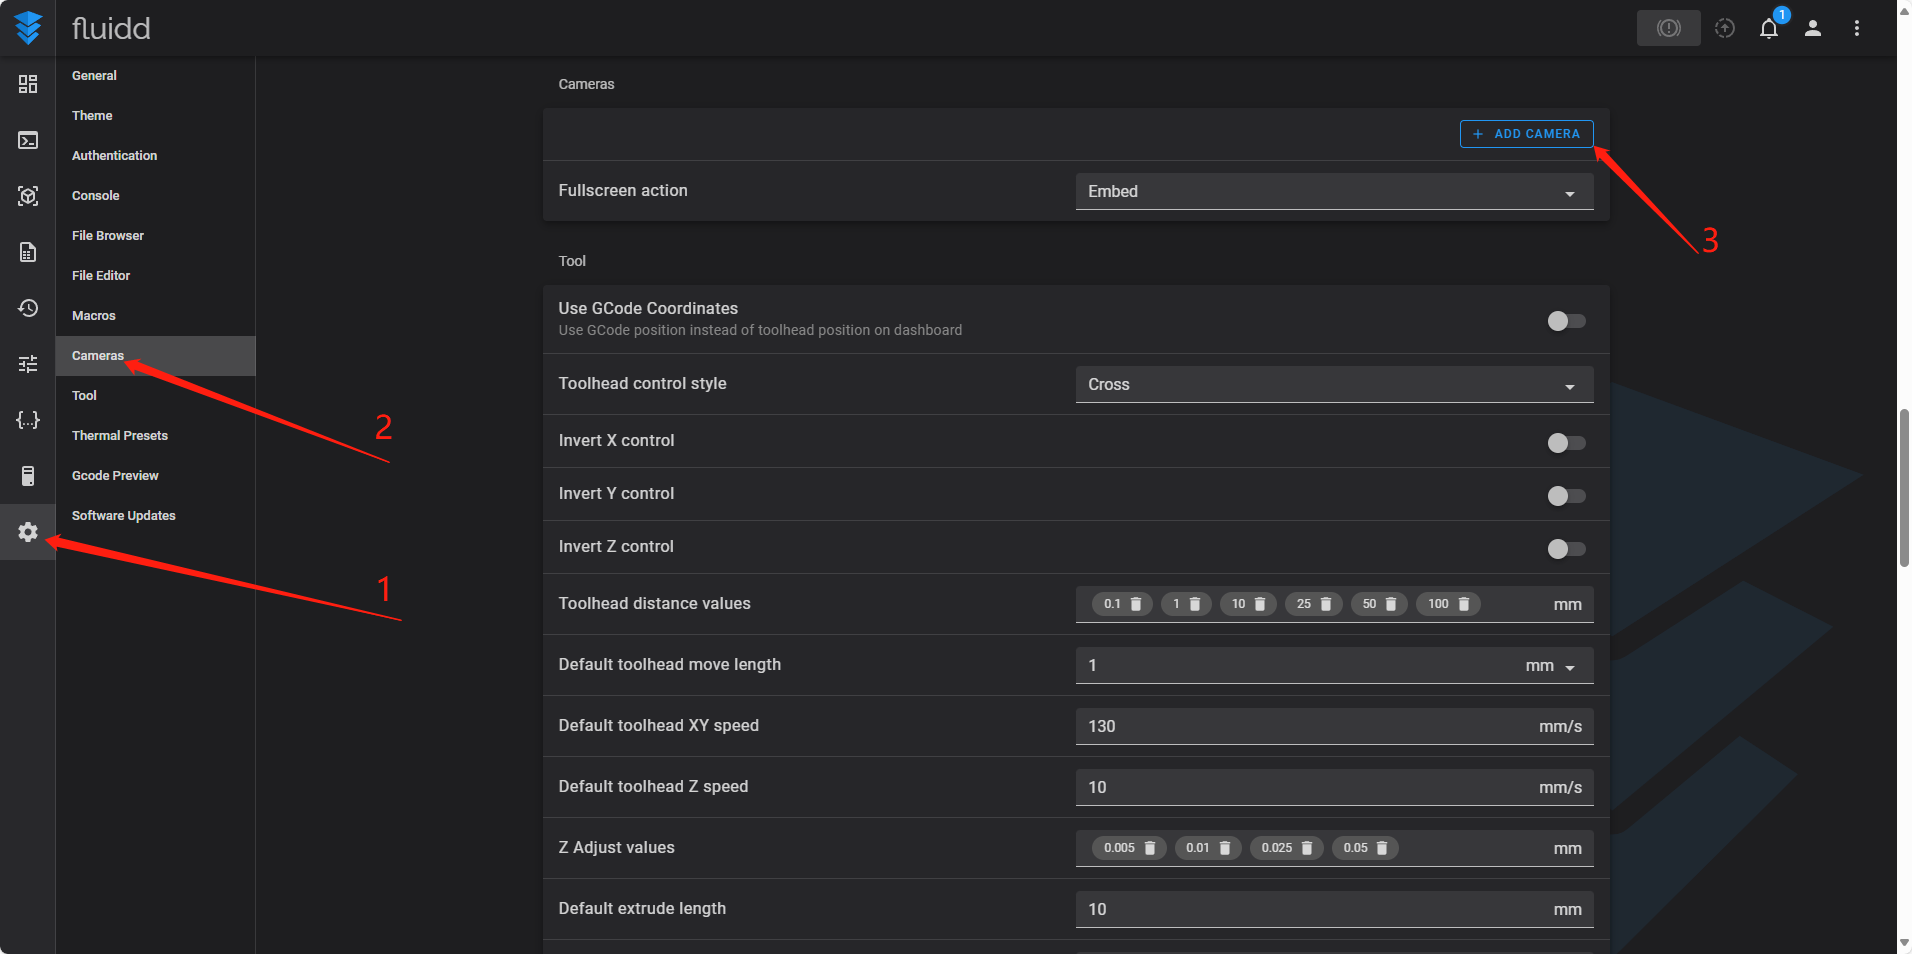 fluidd
1
General
Theme
Authentication
Console
File Browser
File Editor
Macros
Cameras
Tool
Thermal Presets
Gcode Preview
Software Updates
1
2
3
Cameras
+ ADD CAMERA
Fullscreen action
Embed
Tool
Use GCode Coordinates
Use GCode position instead of toolhead position on dashboard
Toolhead control style
Cross
Invert X control
Invert Y control
Invert Z control
Toolhead distance values
0.1 1 10 25 50 100 mm
Default toolhead move length
1 mm
Default toolhead XY speed
130 mm/s
Default toolhead Z speed
10 mm/s
Z Adjust values
0.005 0.01 0.025 0.05 mm
Default extrude length
10 mm